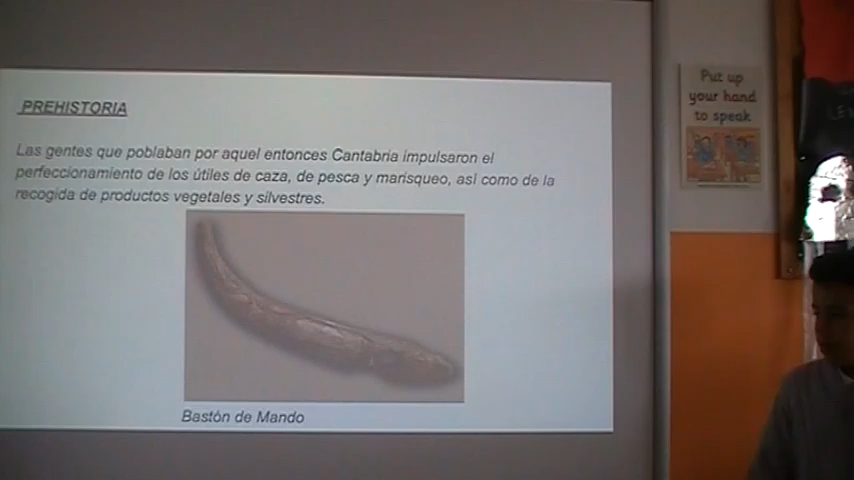 PREHISTORIA
Las gentes que poblaban por aquel entonces Cantabria impulsaron el
perfeccionamiento de los útiles de caza, de pesca y marisqueo, así como de la
recogida de productos vegetales y silvestres.
Bastón de Mando
Put up
your hand
to speak